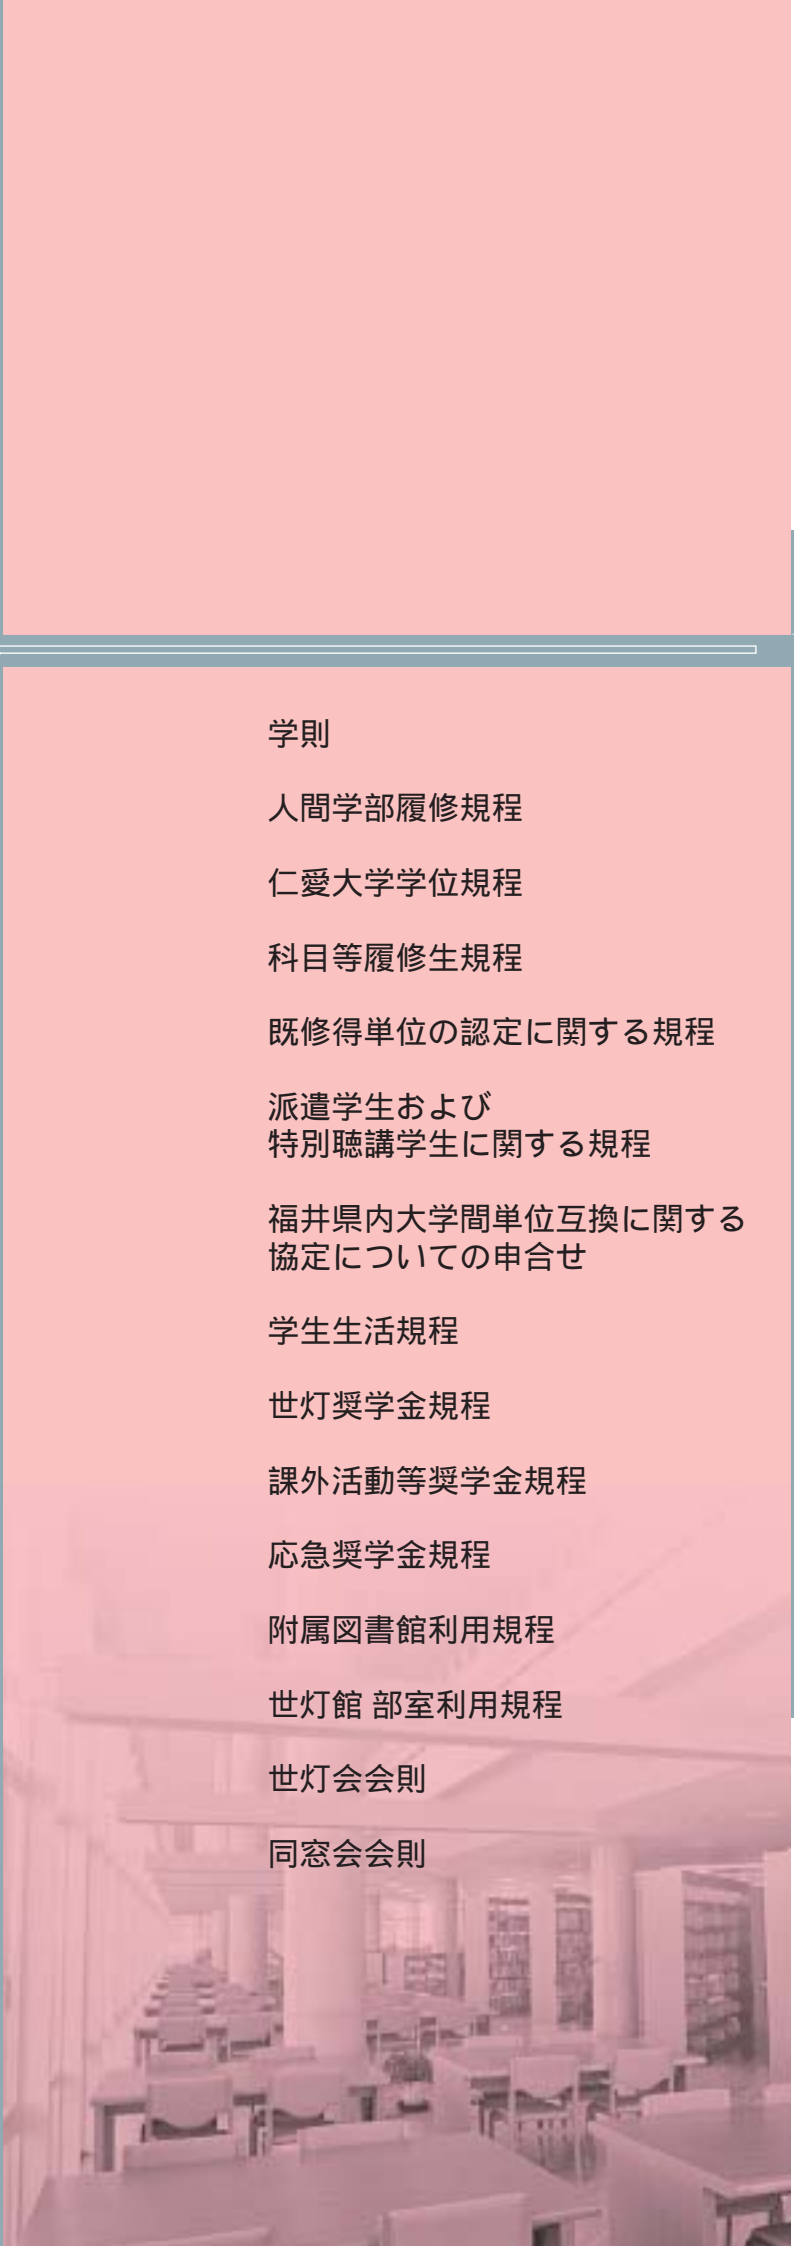 学則
人間学部履修規程
仁愛大学学位規程
科目等履修生規程
既修得単位の認定に関する規程
派遣学生および
特別聴講学生に関する規程
福井県内大学間単位互換に関する
協定についての申合せ
学生生活規程
世灯奨学金規程
課外活動等奨学金規程
応急奨学金規程
附属図書館利用規程
世灯館 部室利用規程
世灯会会則
同窓会会則